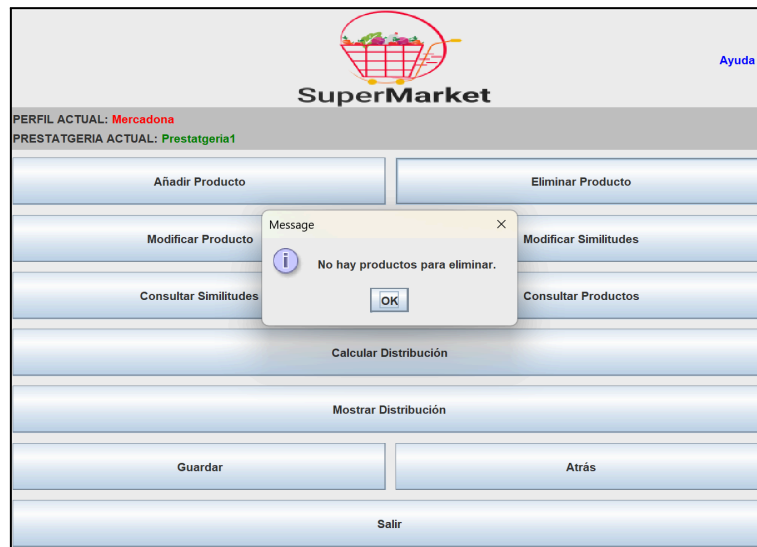 SuperMarket
Ayuda
PERFIL ACTUAL: Mercadona
PRESTATGERIA ACTUAL: Prestatgeria1
Añadir Producto
Eliminar Producto
Message
Modificar Producto
Modificar Similitudes
No hay productos para eliminar.
OK
Consultar Similitudes
Consultar Productos
Calcular Distribución
Mostrar Distribución
Guardar
Atrás
Salir